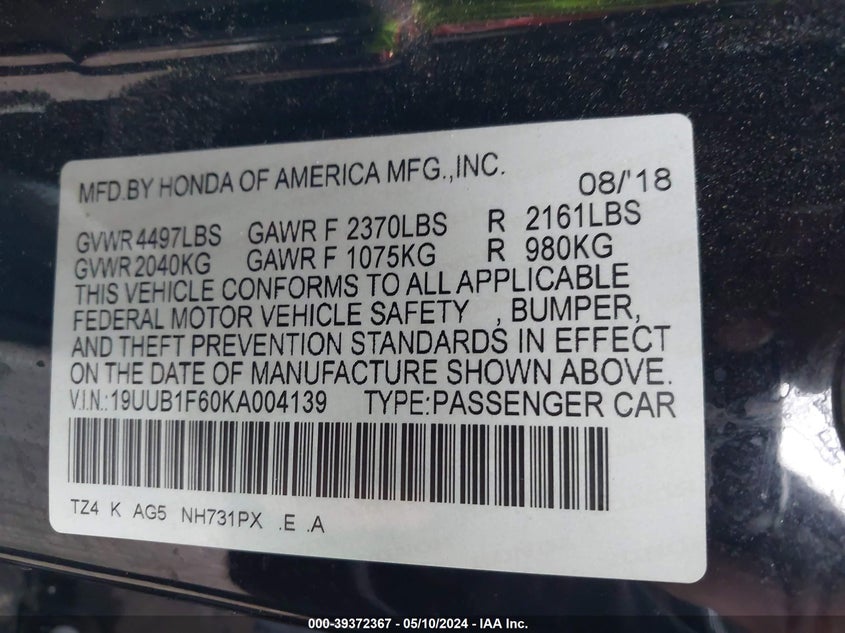 MFD.BY HONDA OF AMERICA MFG.,INC. 08/'18
GVWR 4497LBS GAWR F 2370LBS R 2161LBS
GVWR 2040KG GAWR F 1075KG R 980KG
THIS VEHICLE CONFORMS TO ALL APPLICABLE
FEDERAL MOTOR VEHICLE SAFETY , BUMPER,
AND THEFT PREVENTION STANDARDS IN EFFECT
ON THE DATE OF MANUFACTURE SHOWN ABOVE.
V.I.N.:19UUB1F60KA004139 TYPE:PASSENGER CAR
TZ4 K AG5 NH731PX .E .A
000-39372367 - 05/10/2024 - IAA Inc.